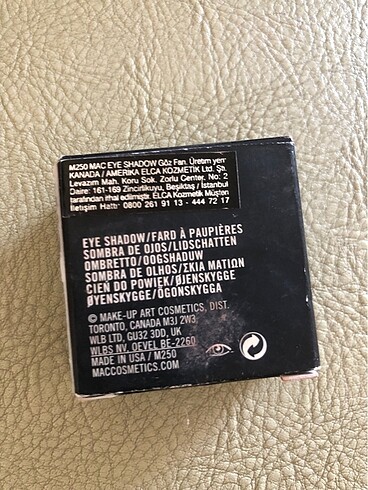 M250 MAC EYE SHADOW Göz Farı. Üretim yeri:
KANADA / AMERIKA ELCA KOZMETİK Ltd. Şti.
Levazım Mah. Koru Sok. Zorlu Center, No: 2
Daire: 161-169 Zincirlikuyu, Beşiktaş / İstanbul
tarafından ithal edilmiştir. ELCA Kozmetik Müşteri
İletişim Hattı: 0800 261 91 13 - 444 72 17
EYE SHADOW/FARD À PAUPIÈRES
SOMBRA DE OJOS/LIDSCHATTEN
OMBRETTO/OOGSHADUW
SOMBRA DE OLHOS/ΣΚΙΑ ΜΑΤΙΩΝ
CIEŃ DO POWIEK/ØJENSKYGGE
ØYENSKYGGE/ÖGONSKYGGA
© MAKE-UP ART COSMETICS, DIST.
TORONTO, CANADA M3J 2W3,
WLB LTD, GU32 3DD, UK
WLBS NV, OEVEL BE-2260
MADE IN USA / M250
MACCOSMETICS.COM